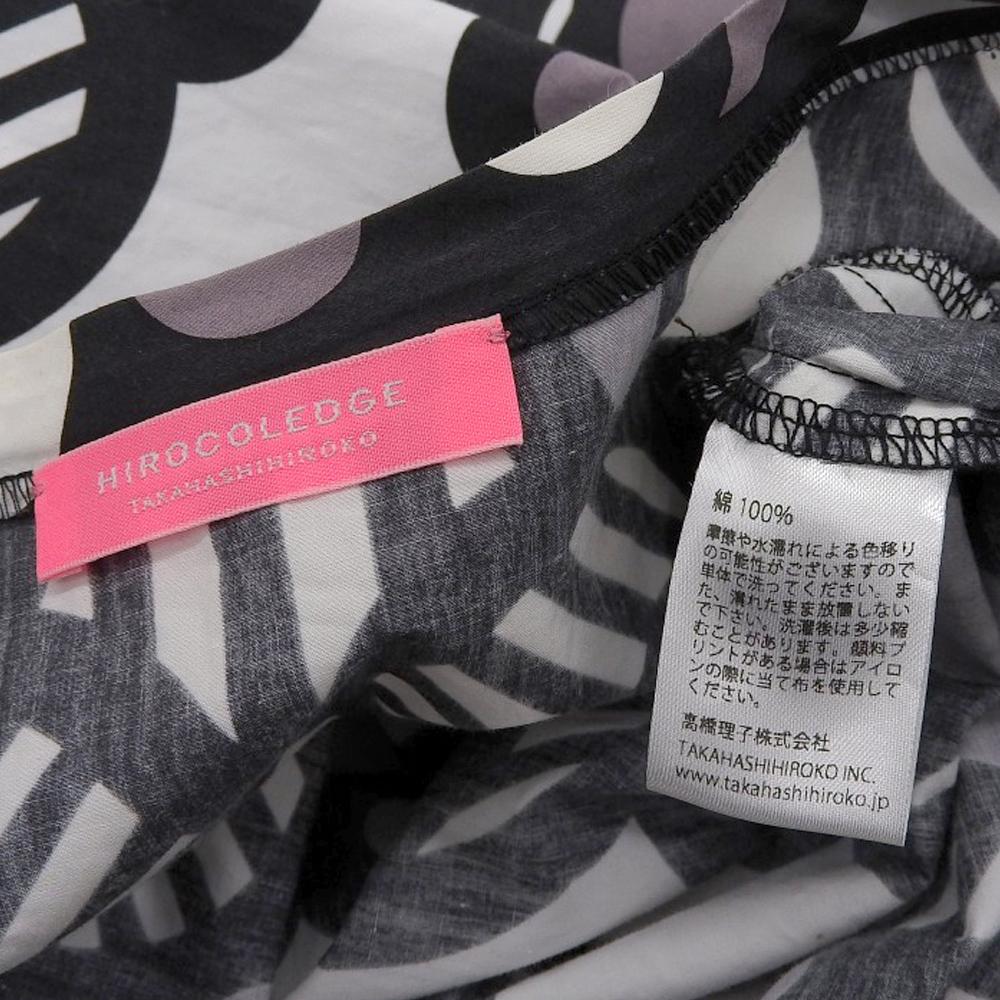 HIROCOLEDGE
TAKAHASHIHIROKO
綿 100%
摩擦や水濡れによる色移り
の可能性がございますので
単体で洗ってください。ま
た、濡れたまま放置しない
で下さい。洗濯後は多少縮
むことがあります。顔料プ
リントがある場合はアイロ
ンの際に当て布を使用して
ください。
高橋理子株式会社
TAKAHASHIHIROKO INC.
www.takahashihiroko.jp